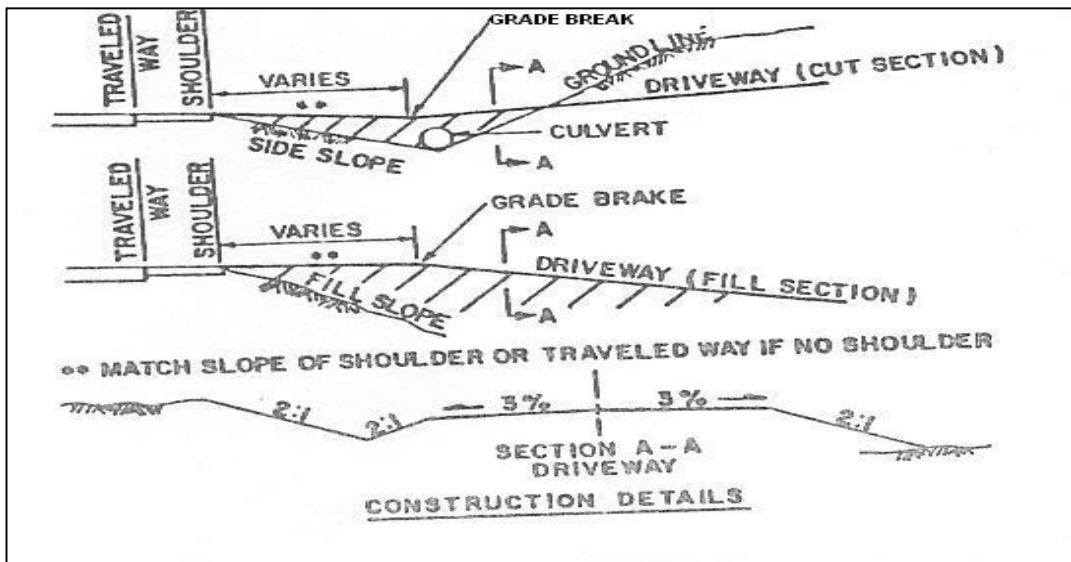 GRADE BREAK
TRAVELED
WAY
SHOULDER
VARIES
**
A
GROUND LINE
DRIVEWAY (CUT SECTION)
CULVERT
SIDE SLOPE
A
TRAVELED
WAY
SHOULDER
GRADE BRAKE
VARIES
**
A
DRIVEWAY (FILL SECTION)
FILL SLOPE
A
** MATCH SLOPE OF SHOULDER OR TRAVELED WAY IF NO SHOULDER
2:1
2:1
3%
3%
2:1
SECTION A-A
DRIVEWAY
CONSTRUCTION DETAILS